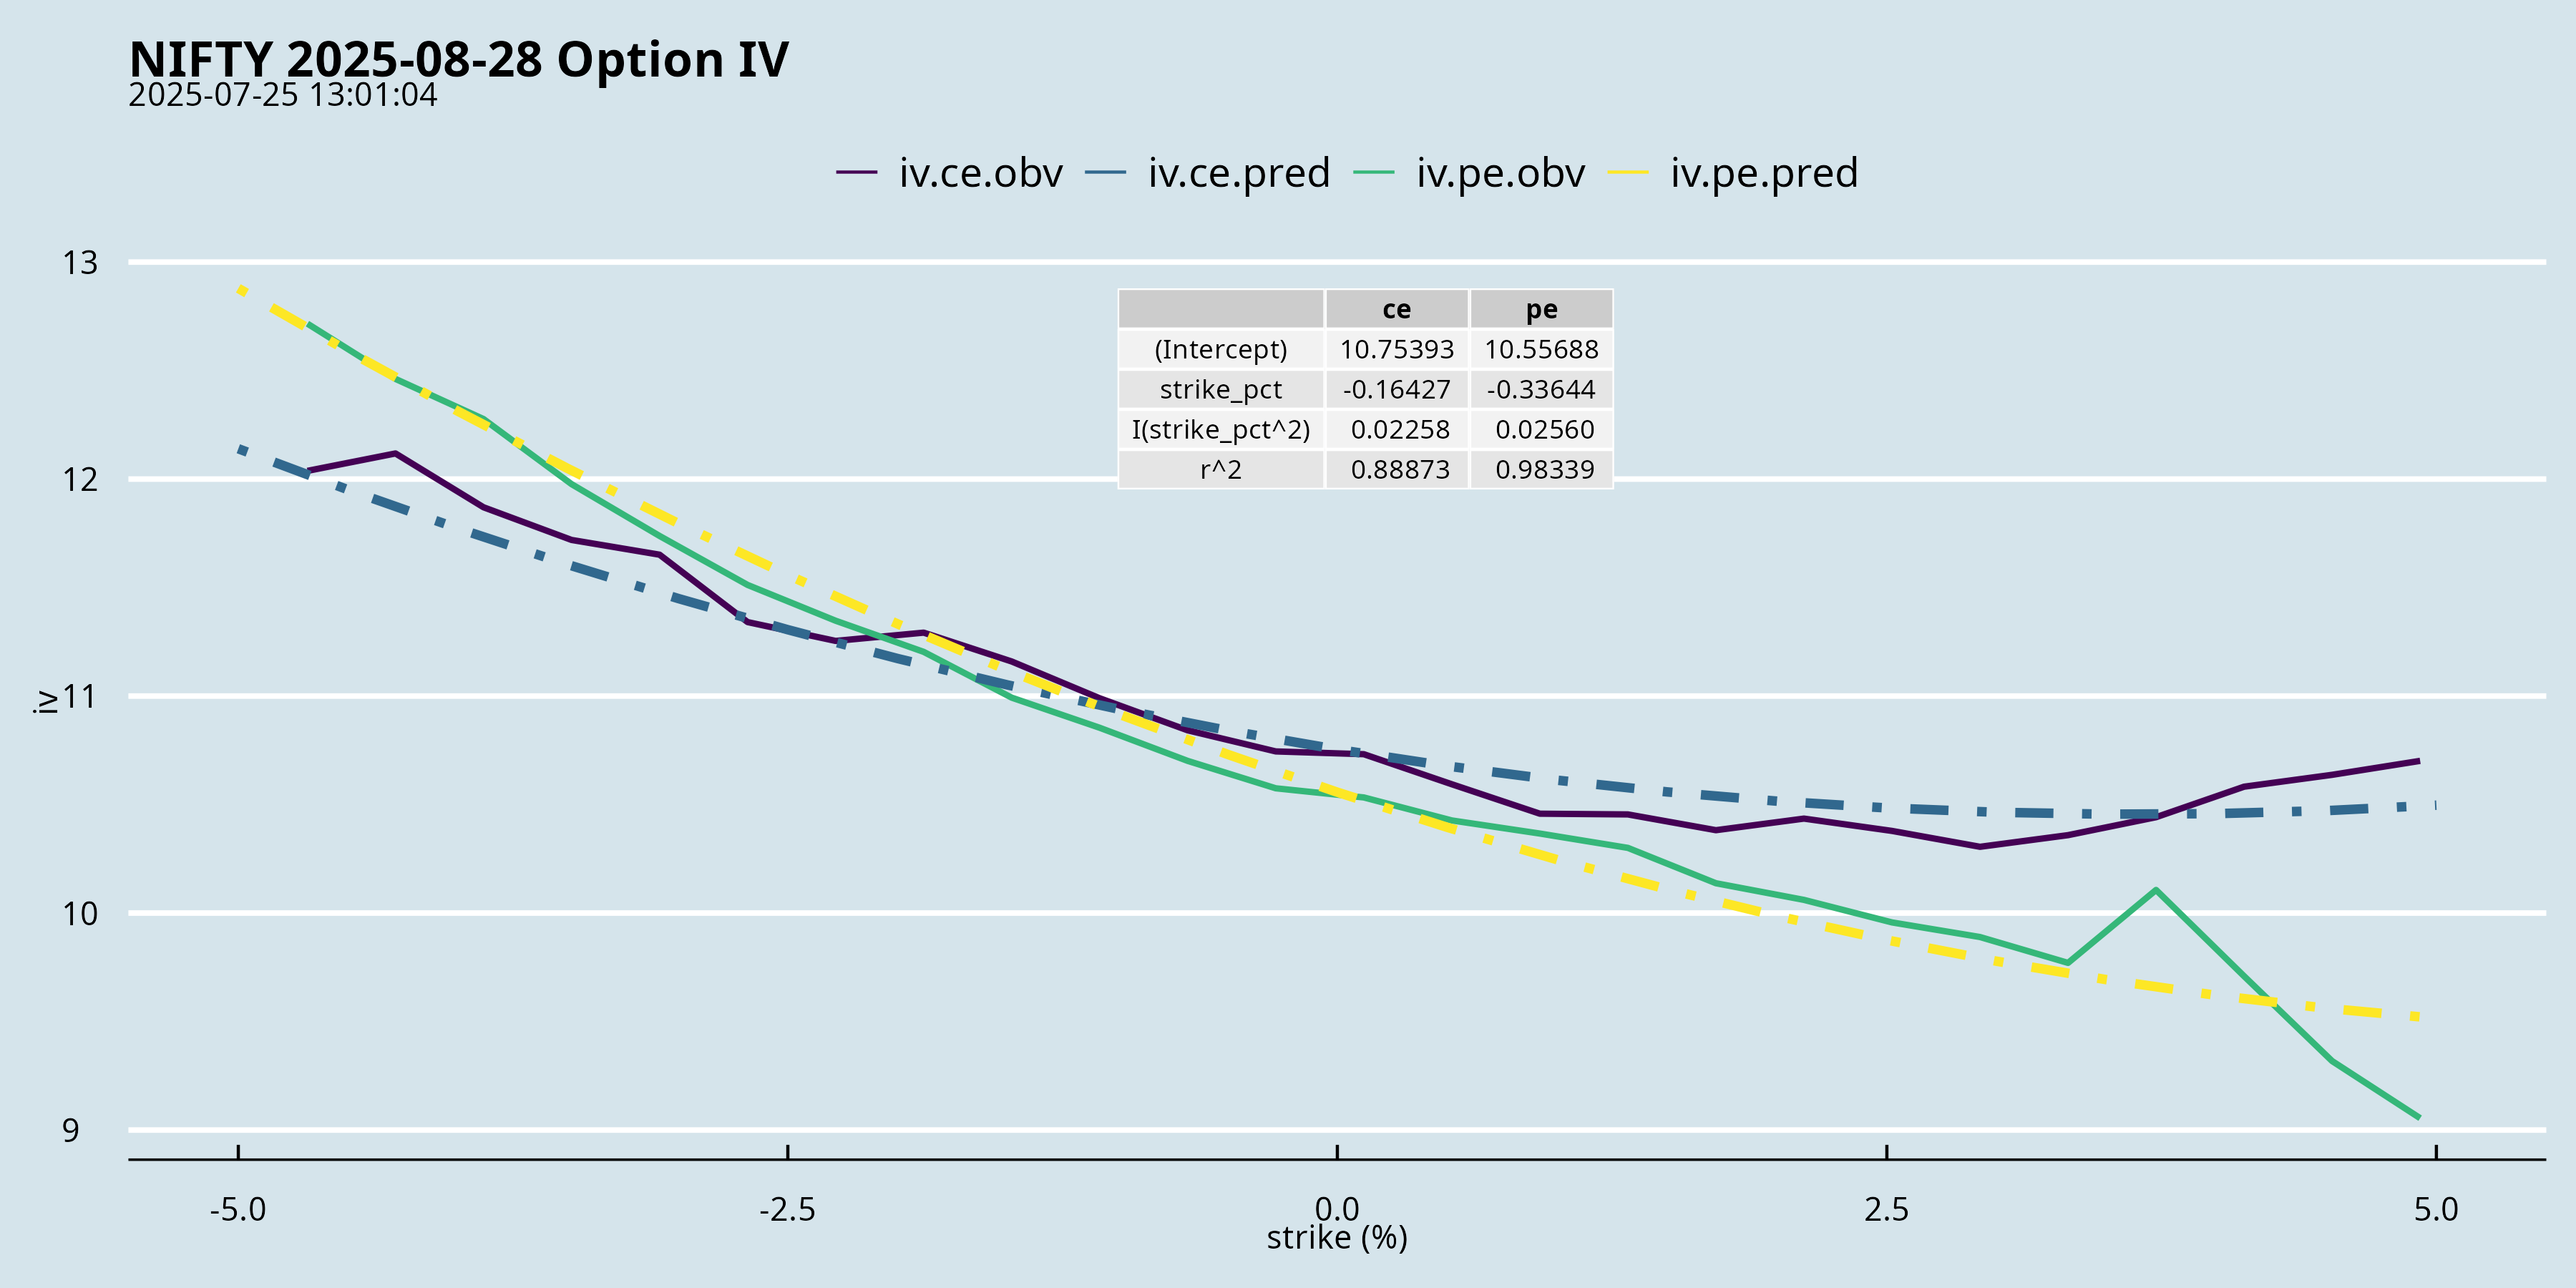 NIFTY 2025-08-28 Option IV
2025-07-25 13:01:04
iv.ce.obv iv.ce.pred iv.pe.obv iv.pe.pred
13
ce pe
(Intercept) 10.75393 10.55688
strike_pct -0.16427 -0.33644
I(strike_pct^2) 0.02258 0.02560
r^2 0.88873 0.98339
12
11
iv
10
9
-5.0 -2.5 0.0 2.5 5.0
strike (%)